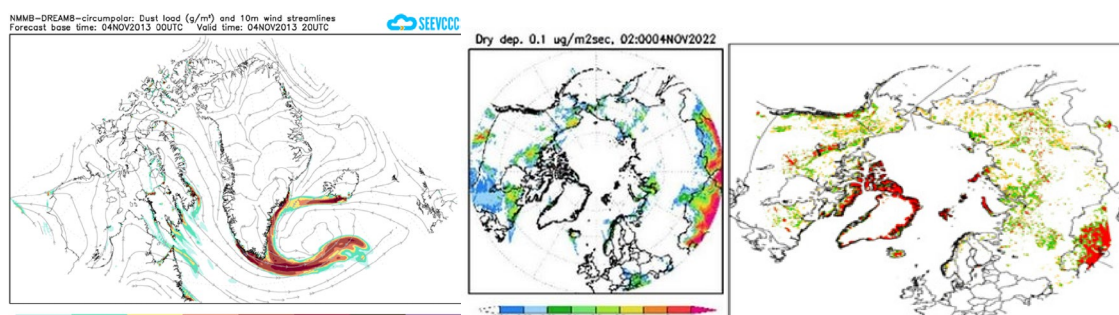 NMMB-DREAM8-circumpolar: Dust load (g/m²) and 10m wind streamlines
Forecast base time: 04NOV2013 00UTC    Valid time: 04NOV2013 20UTC
SEEVCCC
Dry dep. 0.1 ug/m2sec, 02:0004NOV2022